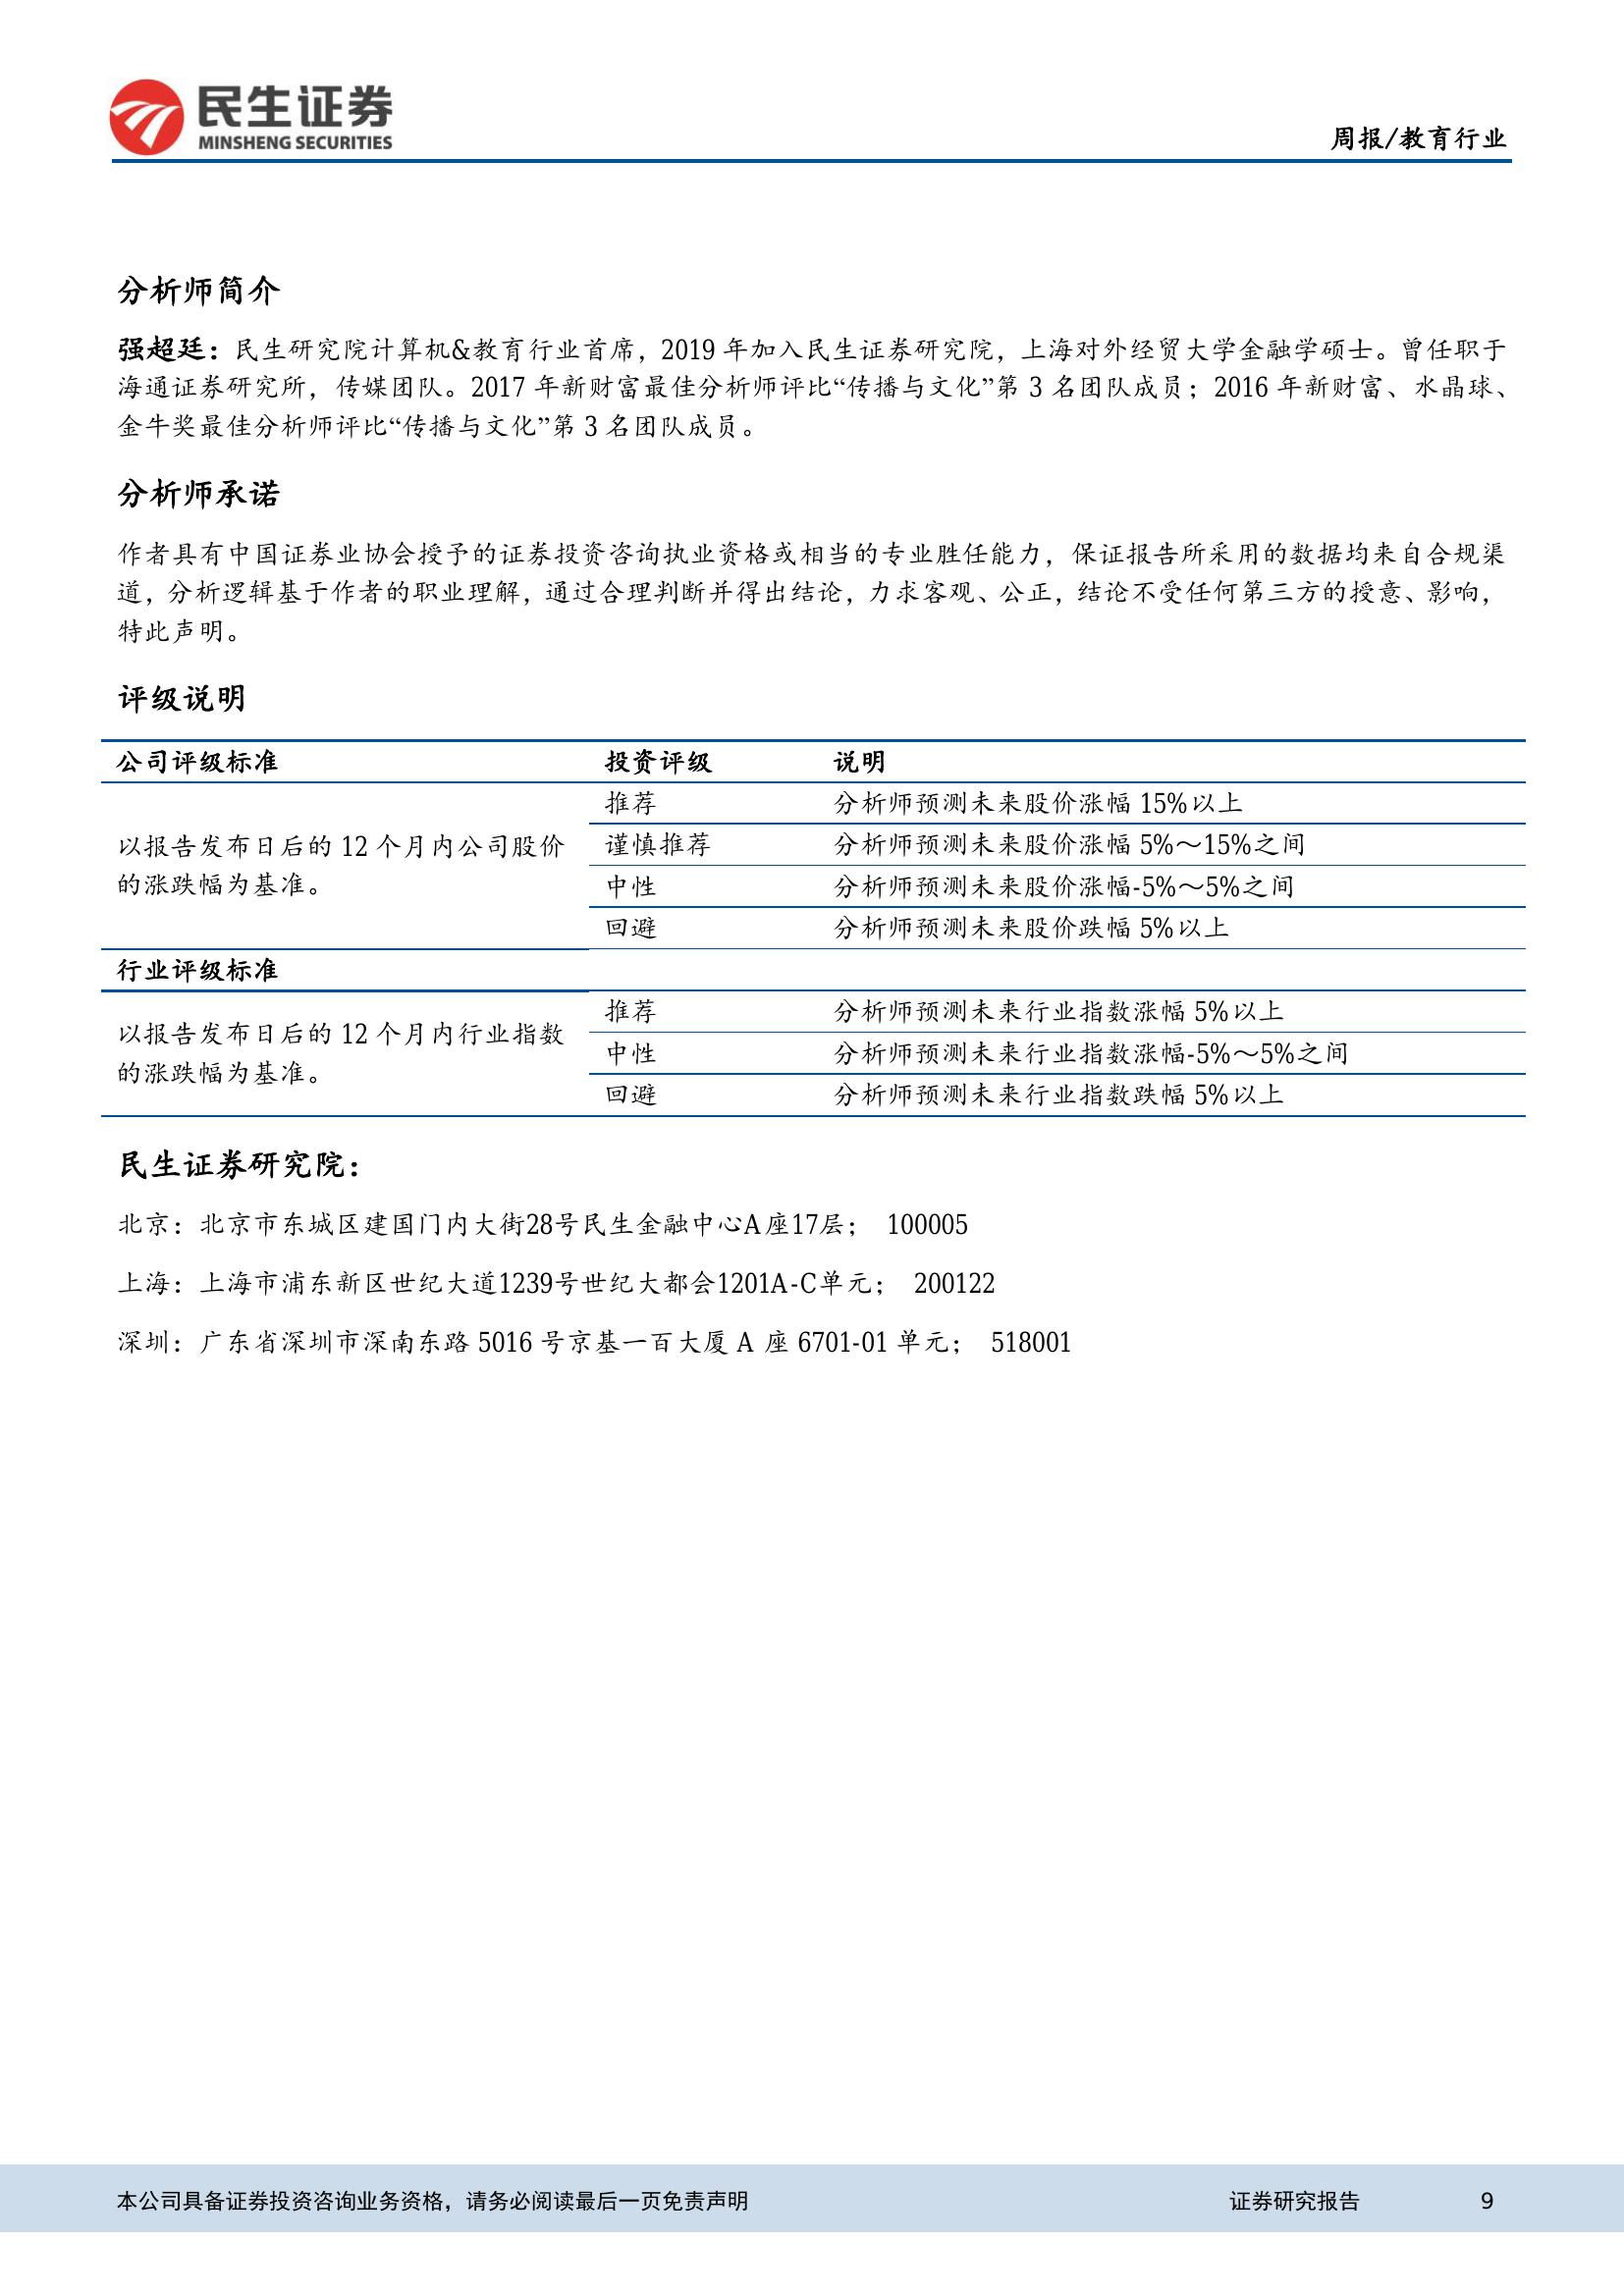 民生证券
MINSHENG SECURITIES
周报/教育行业
分析师简介
强超廷：民生研究院计算机&教育行业首席，2019 年加入民生证券研究院，上海对外经贸大学金融学硕士。曾任职于
海通证券研究所，传媒团队。2017 年新财富最佳分析师评比“传播与文化”第 3 名团队成员；2016 年新财富、水晶球、
金牛奖最佳分析师评比“传播与文化”第 3 名团队成员。
分析师承诺
作者具有中国证券业协会授予的证券投资咨询执业资格或相当的专业胜任能力，保证报告所采用的数据均来自合规渠
道，分析逻辑基于作者的职业理解，通过合理判断并得出结论，力求客观、公正，结论不受任何第三方的授意、影响，
特此声明。
评级说明
公司评级标准 投资评级 说明
以报告发布日后的 12 个月内公司股价
的涨跌幅为基准。
推荐 分析师预测未来股价涨幅 15%以上
谨慎推荐 分析师预测未来股价涨幅 5%～15%之间
中性 分析师预测未来股价涨幅-5%～5%之间
回避 分析师预测未来股价跌幅 5%以上
行业评级标准
以报告发布日后的 12 个月内行业指数
的涨跌幅为基准。
推荐 分析师预测未来行业指数涨幅 5%以上
中性 分析师预测未来行业指数涨幅-5%～5%之间
回避 分析师预测未来行业指数跌幅 5%以上
民生证券研究院：
北京：北京市东城区建国门内大街28号民生金融中心A座17层； 100005
上海：上海市浦东新区世纪大道1239号世纪大都会1201A-C单元； 200122
深圳：广东省深圳市深南东路 5016 号京基一百大厦 A 座 6701-01 单元； 518001
本公司具备证券投资咨询业务资格，请务必阅读最后一页免责声明 证券研究报告 9